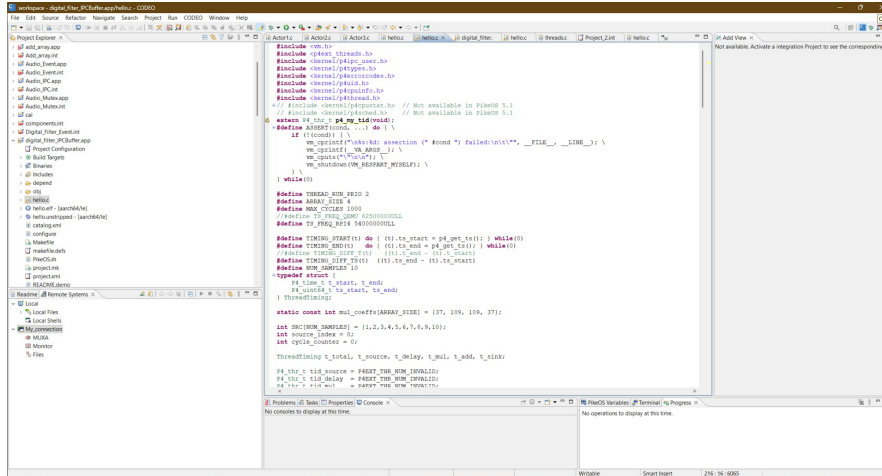 workspace - digital_filter_IPCBuffer.app/hello.c - CODEO
File Edit Source Refactor Navigate Search Project Run CODEO Window Help
Project Explorer
add_array.app
Add_array.int
Audio_Event.app
Audio_Event.int
Audio_IPC.app
Audio_IPC.int
Audio_Mutex.app
Audio_Mutex.int
cal
components.int
Digital_Filter_Event.int
digital_filter_IPCBuffer.app
Project Configuration
Build Targets
Binaries
Includes
depend
obj
hello.c
hello.elf - [aarch64/le]
hello.unstripped - [aarch64/le]
catalog.xml
configure
Makefile
makefile.defs
PikeOS.sh
project.mk
project.xml
README.demo
Readme Remote Systems
Local
Local Files
Local Shells
My_connection
MUXA
Monitor
Files
Actor1.c Actor2.c Actor3.c hello.c hello.c digital_filter. hello.c threads.c Project_2.int hello.c
#include <vm.h>
#include <p4ext_threads.h>
#include <kernel/p4ipc_user.h>
#include <kernel/p4types.h>
#include <kernel/p4errorcodes.h>
#include <kernel/p4uid.h>
#include <kernel/p4cpuinfo.h>
#include <kernel/p4thread.h>
// #include <kernel/p4cpustat.h> // Not available in PikeOS 5.1
// #include <kernel/p4sched.h> // Not available in PikeOS 5.1
extern P4_thr_t p4_my_tid(void);
#define ASSERT(cond, ...) do { \
if (!(cond)) { \
vm_cprintf("\n%s:%d: assertion (" #cond ") failed:\n\t\"", __FILE__, __LINE__); \
vm_cprintf(__VA_ARGS__); \
vm_cputs("\"\n\n"); \
vm_shutdown(VM_RESPART_MYSELF); \
} \
} while(0)
#define THREAD_RUN_PRIO 2
#define ARRAY_SIZE 4
#define MAX_CYCLES 1000
//#define TS_FREQ_QEMU 62500000ULL
#define TS_FREQ_RPI4 54000000ULL
#define TIMING_START(t) do { (t).ts_start = p4_get_ts(); } while(0)
#define TIMING_END(t) do { (t).ts_end = p4_get_ts(); } while(0)
//#define TIMING_DIFF_T(t) ((t).t_end - (t).t_start)
#define TIMING_DIFF_TS(t) ((t).ts_end - (t).ts_start)
#define NUM_SAMPLES 10
typedef struct {
P4_time_t t_start, t_end;
P4_uint64_t ts_start, ts_end;
} ThreadTiming;
static const int mul_coeffs[ARRAY_SIZE] = {37, 109, 109, 37};
int SRC[NUM_SAMPLES] = {1,2,3,4,5,6,7,8,9,10};
int source_index = 0;
int cycle_counter = 0;
ThreadTiming t_total, t_source, t_delay, t_mul, t_add, t_sink;
P4_thr_t tid_source = P4EXT_THR_NUM_INVALID;
P4_thr_t tid_delay = P4EXT_THR_NUM_INVALID;
P4_thr_t tid_mul = P4EXT_THR_NUM_INVALID;
Add View
Not available. Activate a integration Project to see the corresponding
Problems Tasks Properties Console
No consoles to display at this time.
PikeOS Variables Terminal Progress
No operations to display at this time.
Writable Smart Insert 216 : 16 : 6065